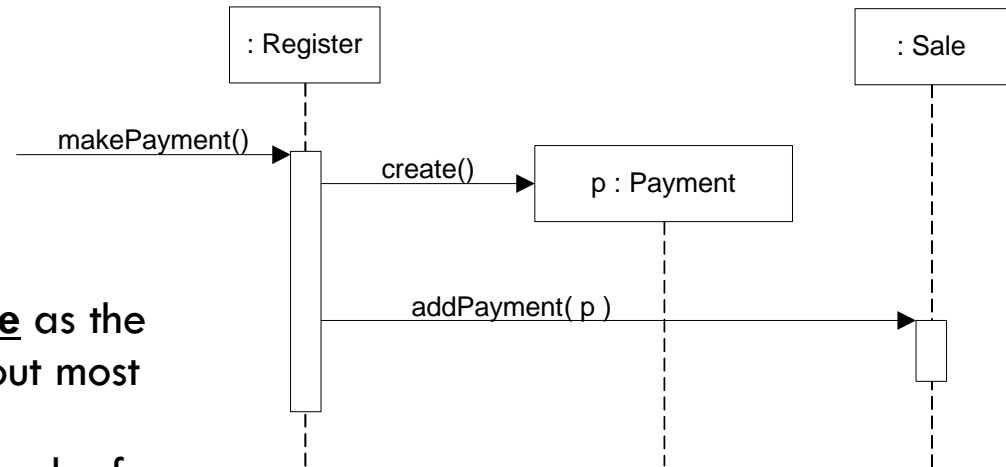 : Register
: Sale
makePayment()
create()
p : Payment
addPayment( p )
as the
out most